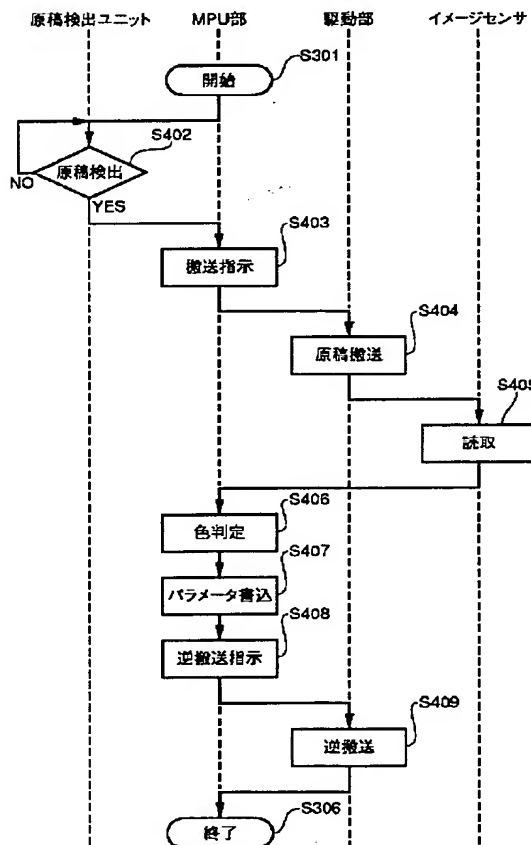 原稿検出ユニット MPU部 駆動部 イメージセンサ
S301
開始
S402
原稿検出
NO
YES
S403
搬送指示
S404
原稿搬送
S405
読取
S406
色判定
S407
パラメータ書込
S408
逆搬送指示
S409
逆搬送
S306
終了